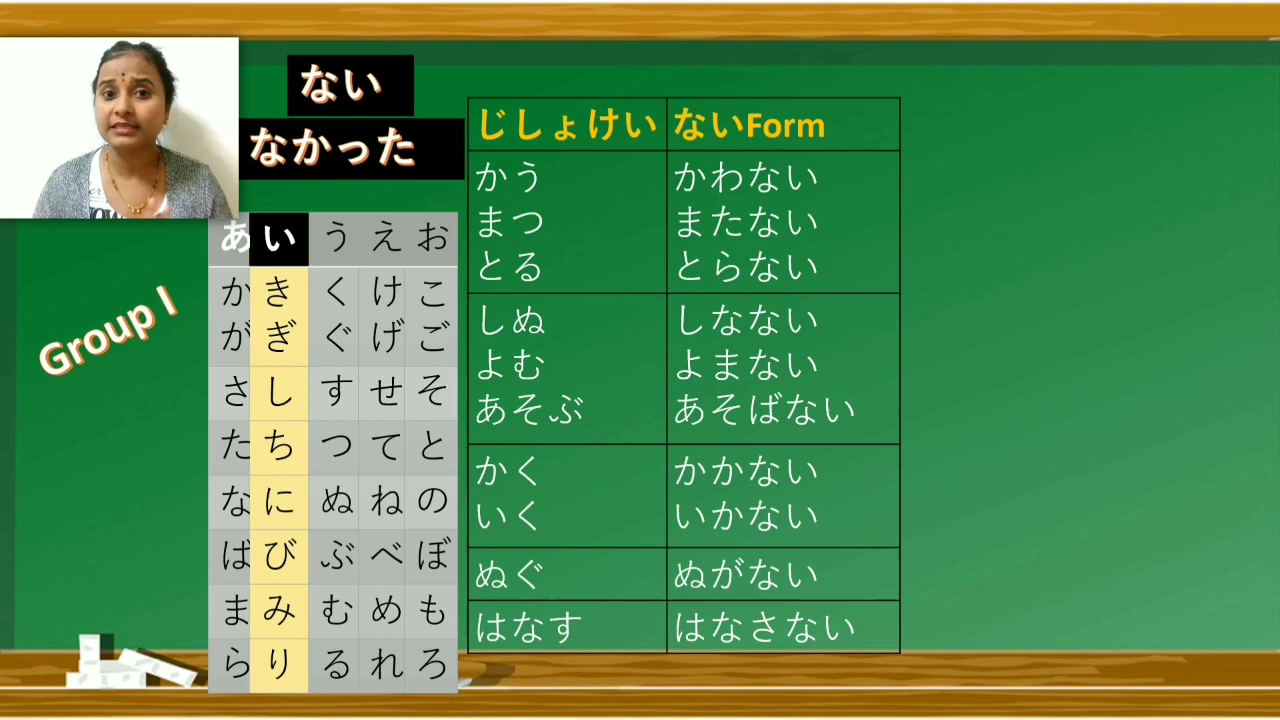 ない
なかった
Group I
あ い う え お
か き く け こ
が ぎ ぐ げ ご
さ し す せ そ
た ち つ て と
な に ぬ ね の
ば び ぶ べ ぼ
ま み む め も
ら り る れ ろ
じしょけい ないForm
かう かわない
まつ またない
とる とらない
しぬ しなない
よむ よまない
あそぶ あそばない
かく かかない
いく いかない
ぬぐ ぬがない
はなす はなさない